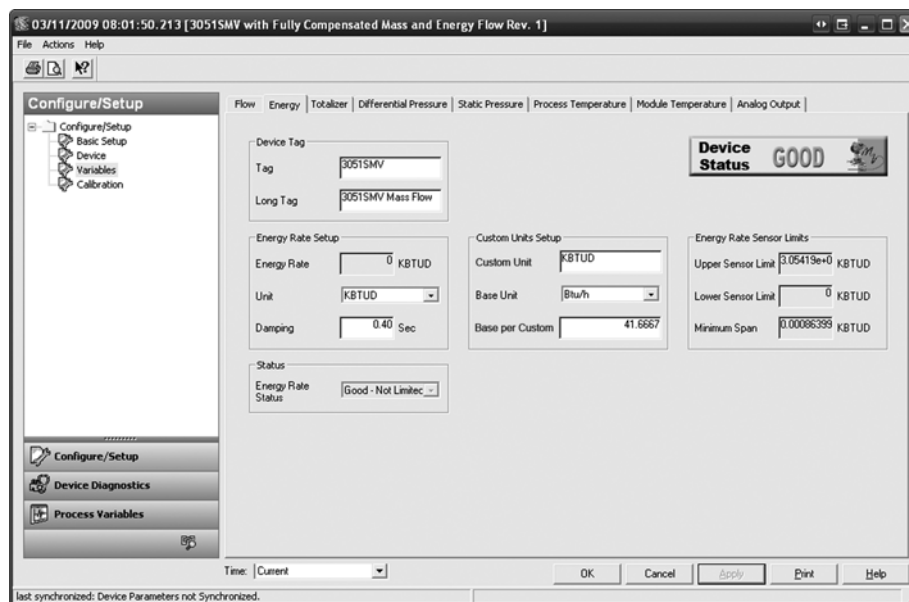 03/11/2009 08:01:50.213 [3051SMV with Fully Compensated Mass and Energy Flow Rev. 1]
File Actions Help
Configure/Setup
Configure/Setup
Basic Setup
Device
Variables
Calibration
Configure/Setup
Device Diagnostics
Process Variables
Flow Energy Totalizer Differential Pressure Static Pressure Process Temperature Module Temperature Analog Output
Device Tag
Tag 3051SMV
Long Tag 3051SMV Mass Flow
Device Status GOOD
Energy Rate Setup
Energy Rate 0 KBTUD
Unit KBTUD
Damping 0.40 Sec
Custom Units Setup
Custom Unit KBTUD
Base Unit Btu/h
Base per Custom 41.6667
Energy Rate Sensor Limits
Upper Sensor Limit 3.05419e+0 KBTUD
Lower Sensor Limit 0 KBTUD
Minimum Span 0.00086399 KBTUD
Status
Energy Rate Status Good - Not Limitec
Time: Current
OK Cancel Apply Print Help
last synchronized: Device Parameters not Synchronized.